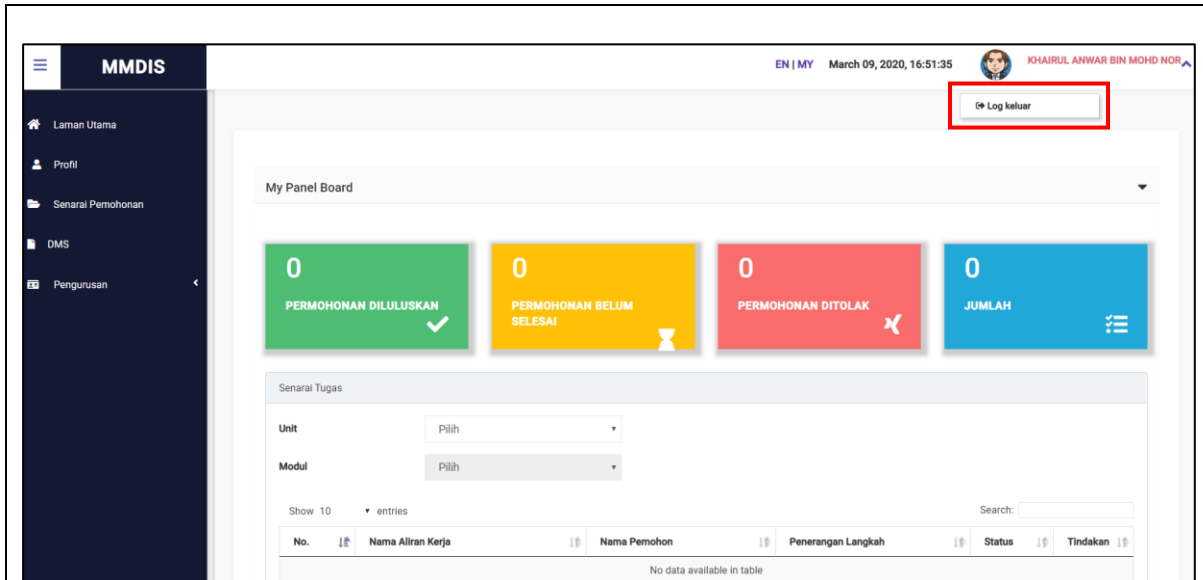 MMDIS
EN | MY March 09, 2020, 16:51:35 KHAIRUL ANWAR BIN MOHD NOR
Log keluar
Laman Utama
Profil
Senarai Pemohonan
DMS
Pengurusan
My Panel Board
0
PERMOHONAN DILULUSKAN
0
PERMOHONAN BELUM
SELESAI
0
PERMOHONAN DITOLAK
0
JUMLAH
Senarai Tugas
Unit Pilih
Modul Pilih
Show 10 entries Search:
No. Nama Aliran Kerja Nama Pemohon Penerangan Langkah Status Tindakan
No data available in table